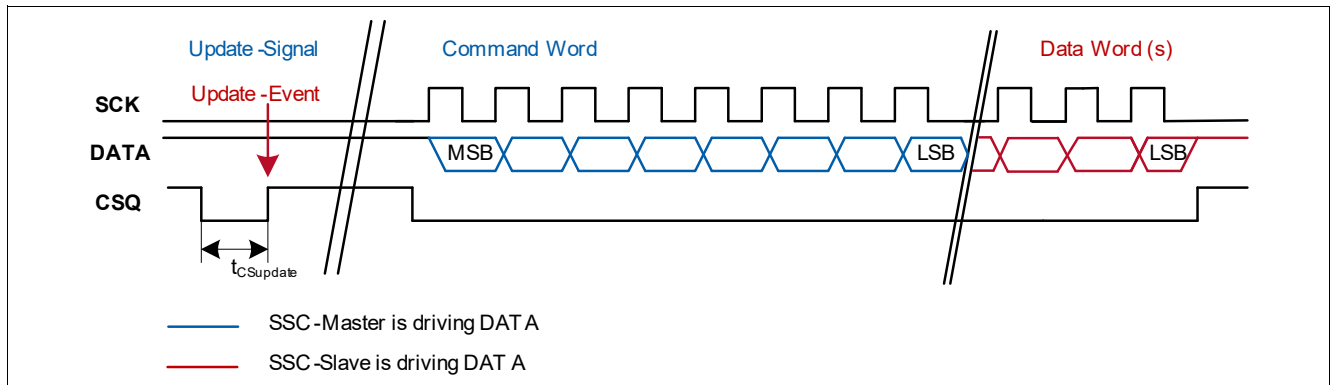 Update -Signal
Command Word
Data Word (s)
Update -Event
SCK
DATA
MSB
LSB
LSB
CSQ
tCSupdate
SSC -Master is driving DAT A
SSC -Slave is driving DAT A